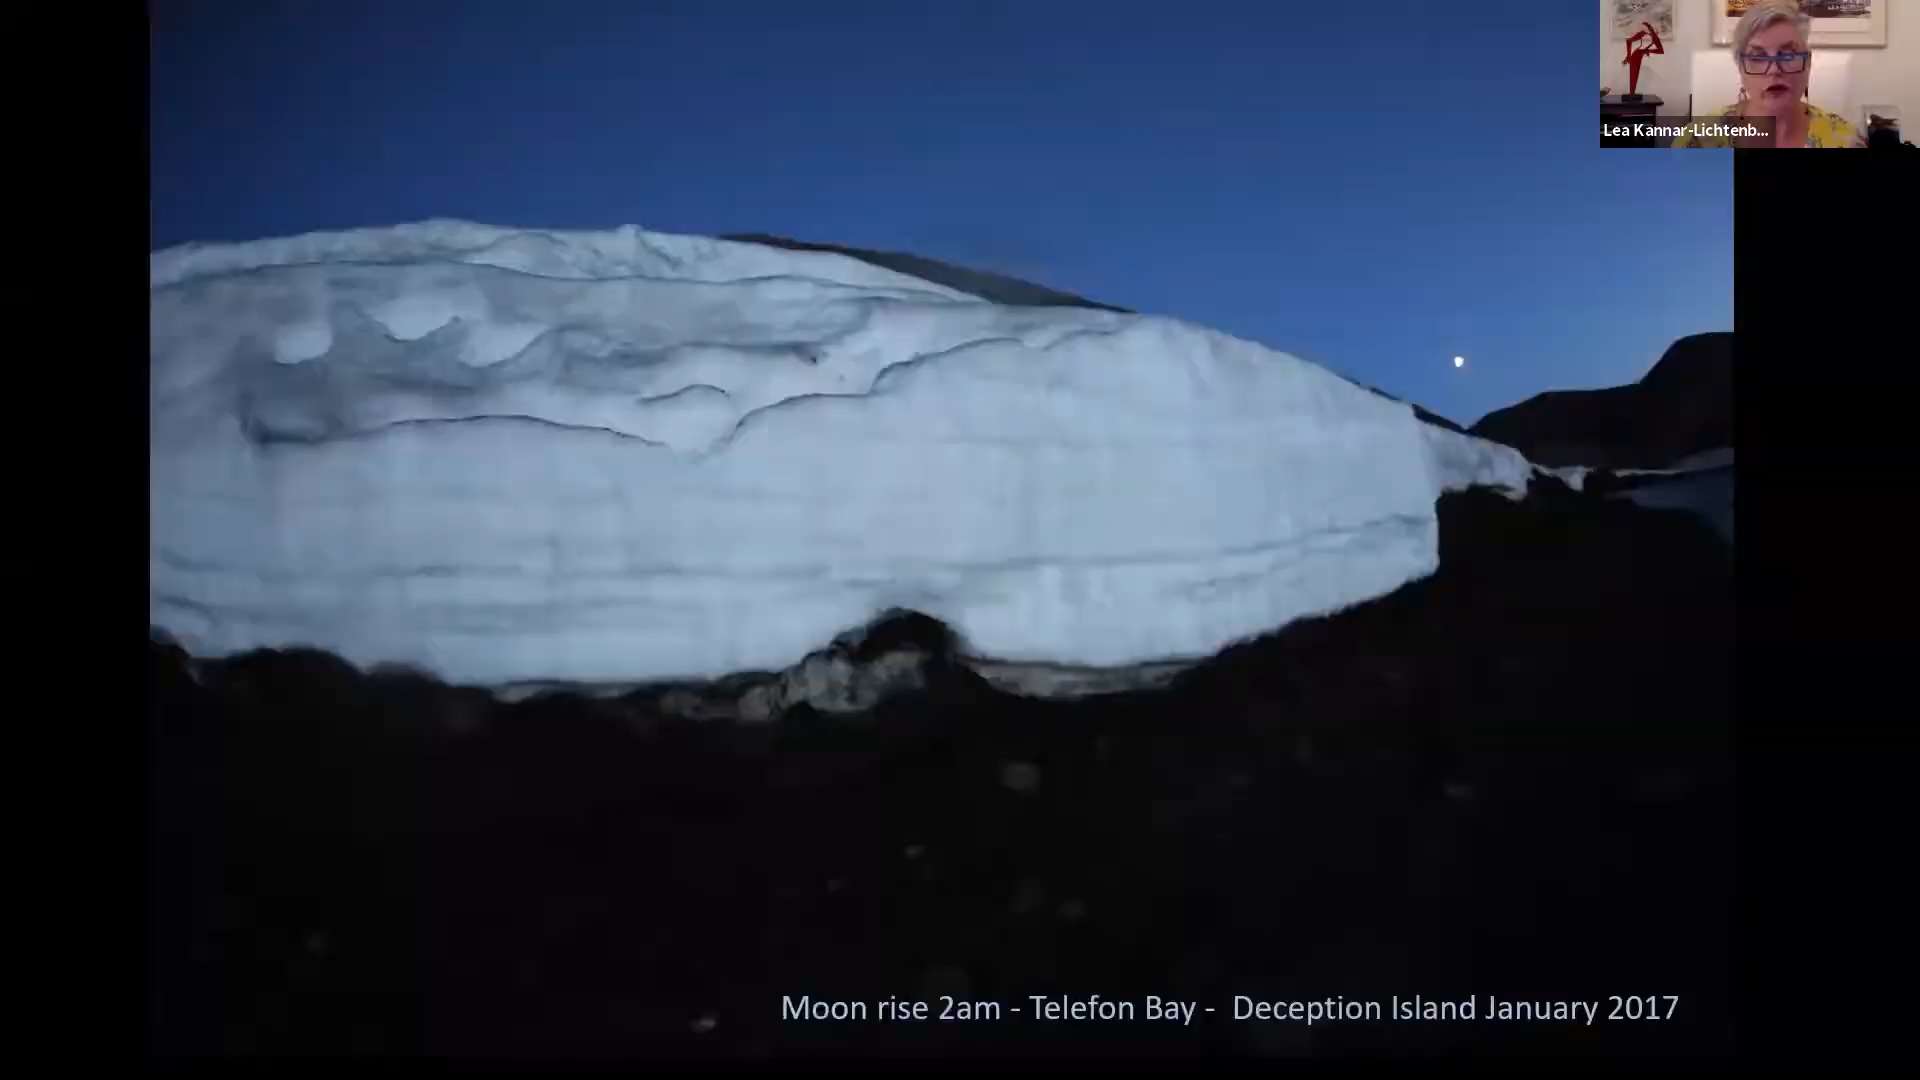 Lea Kannar-Lichtenb...
Moon rise 2am - Telefon Bay -  Deception Island January 2017